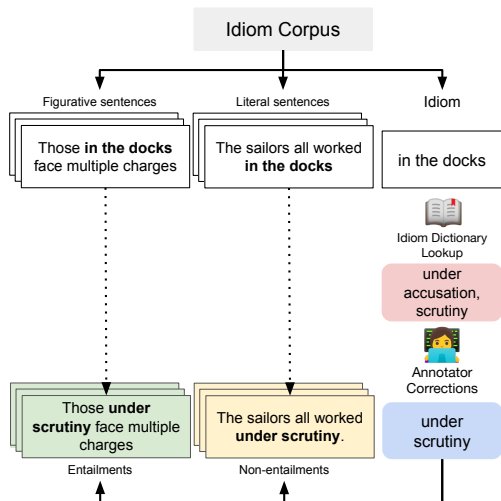 Idiom Corpus
Figurative sentences
Literal sentences
Idiom
Those in the docks
face multiple charges
The sailors all worked
in the docks
in the docks
Idiom Dictionary
Lookup
under
accusation,
scrutiny
Annotator
Corrections
Those under
scrutiny face multiple
charges
The sailors all worked
under scrutiny.
under
scrutiny
Entailments
Non-entailments